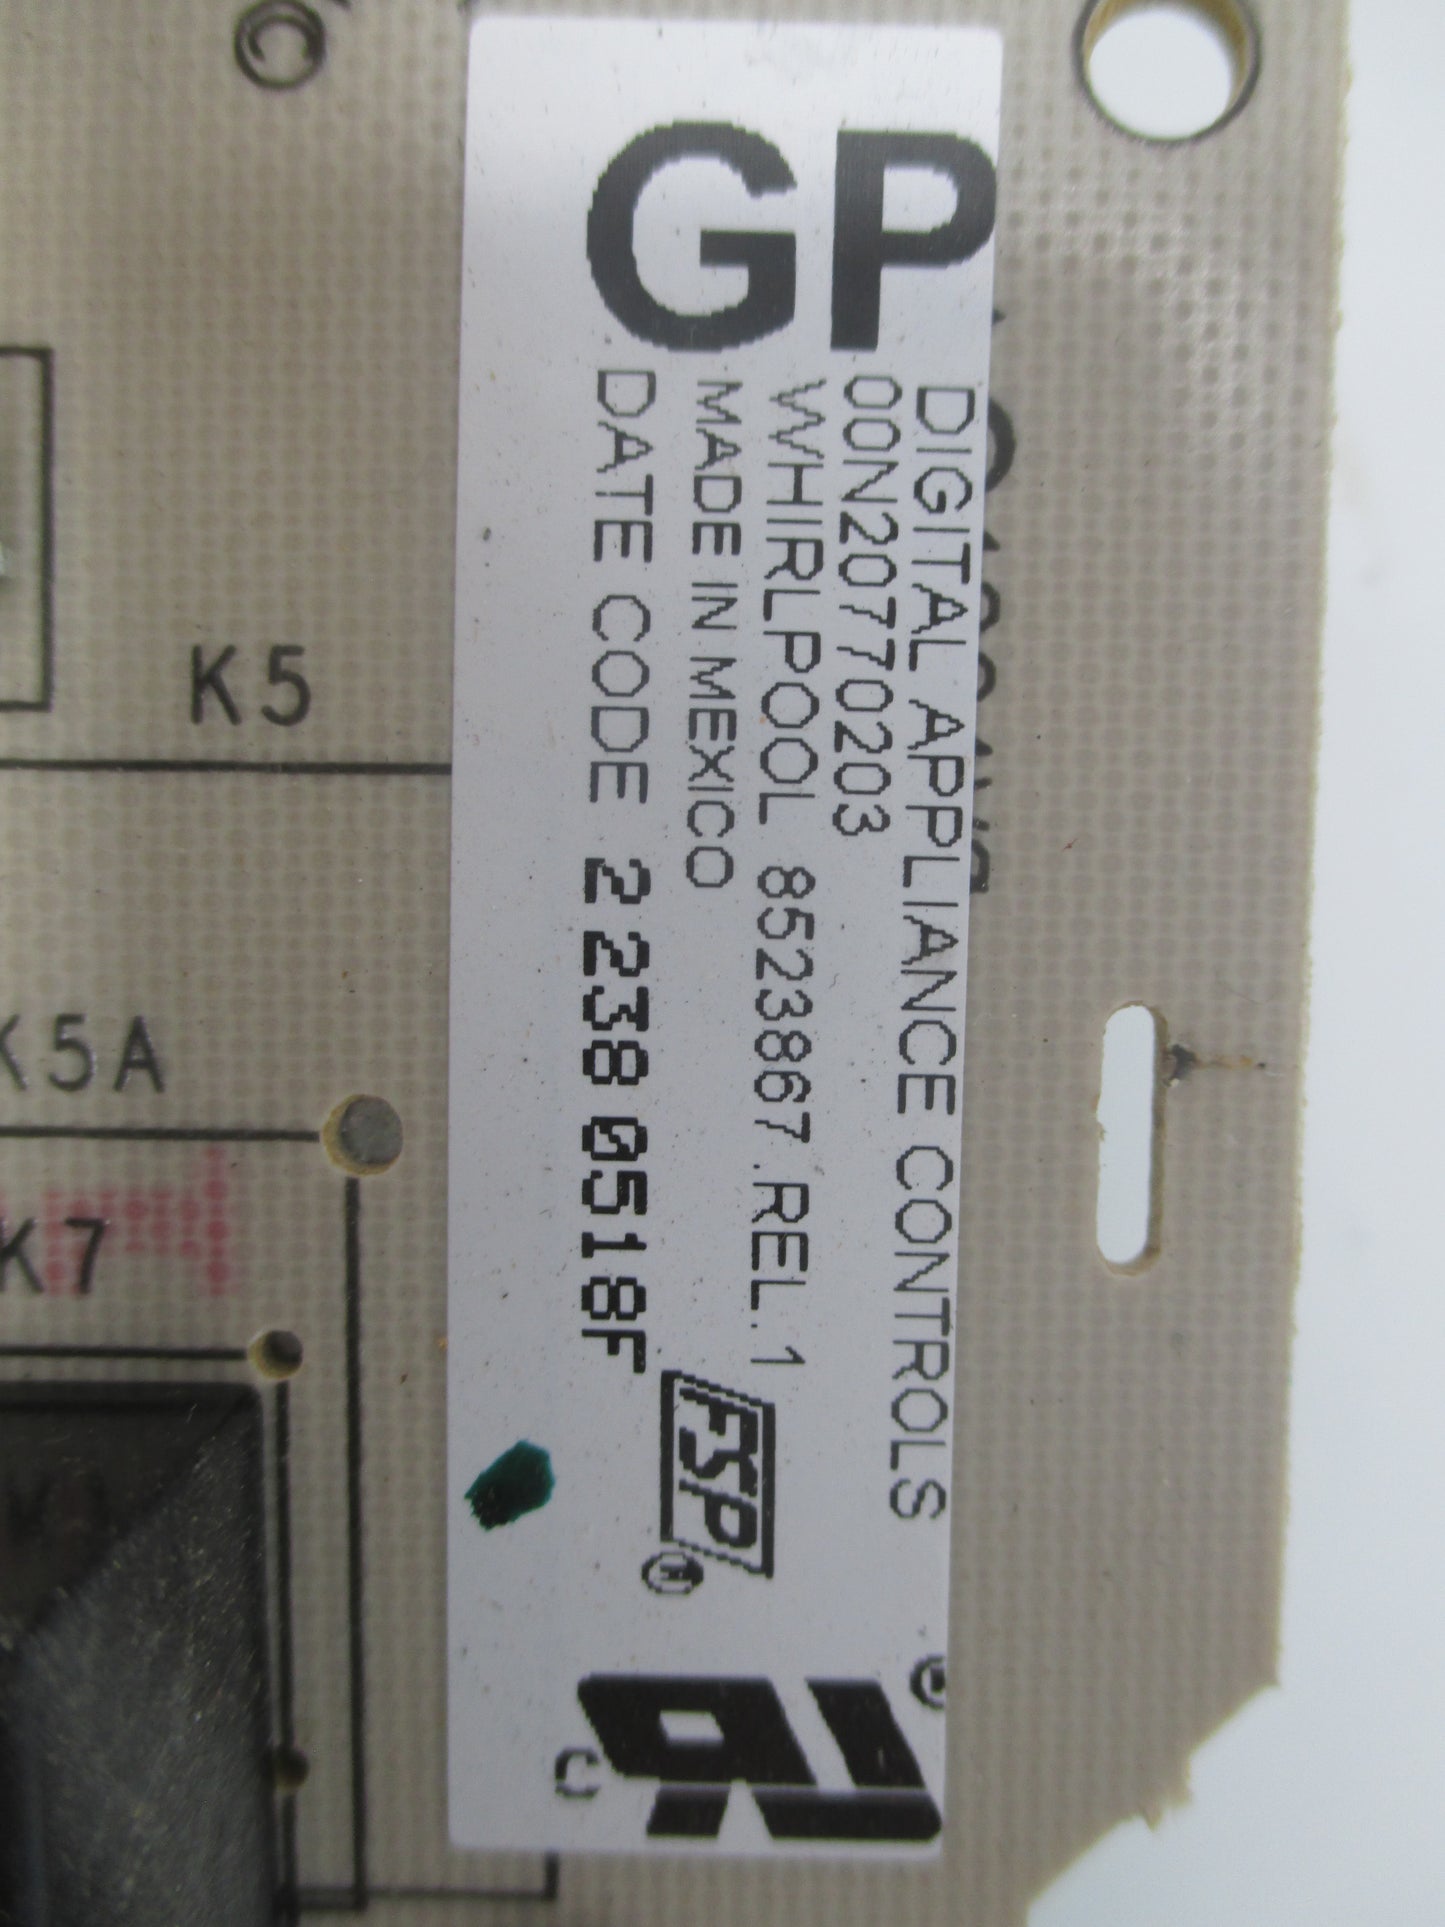 GP
DIGITAL APPLIANCE CONTROLS
00N20770203
WHIRLPOOL 8523867.REL.1
MADE IN MEXICO
DATE CODE 2 238 0518F
FSP
®
C
®
K5
K5A
K7